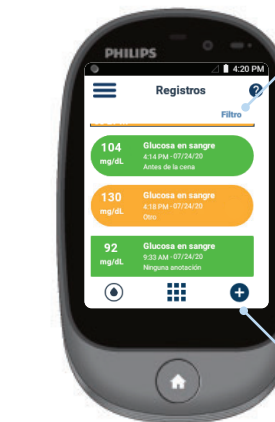 PHILIPS
4:20 PM
Registros
?
Filtro
104
mg/dL
Glucosa en sangre
4:14 PM - 07/24/20
Antes de la cena
130
mg/dL
Glucosa en sangre
4:18 PM - 07/24/20
Otro
92
mg/dL
Glucosa en sangre
9:33 AM - 07/24/20
Ninguna anotación